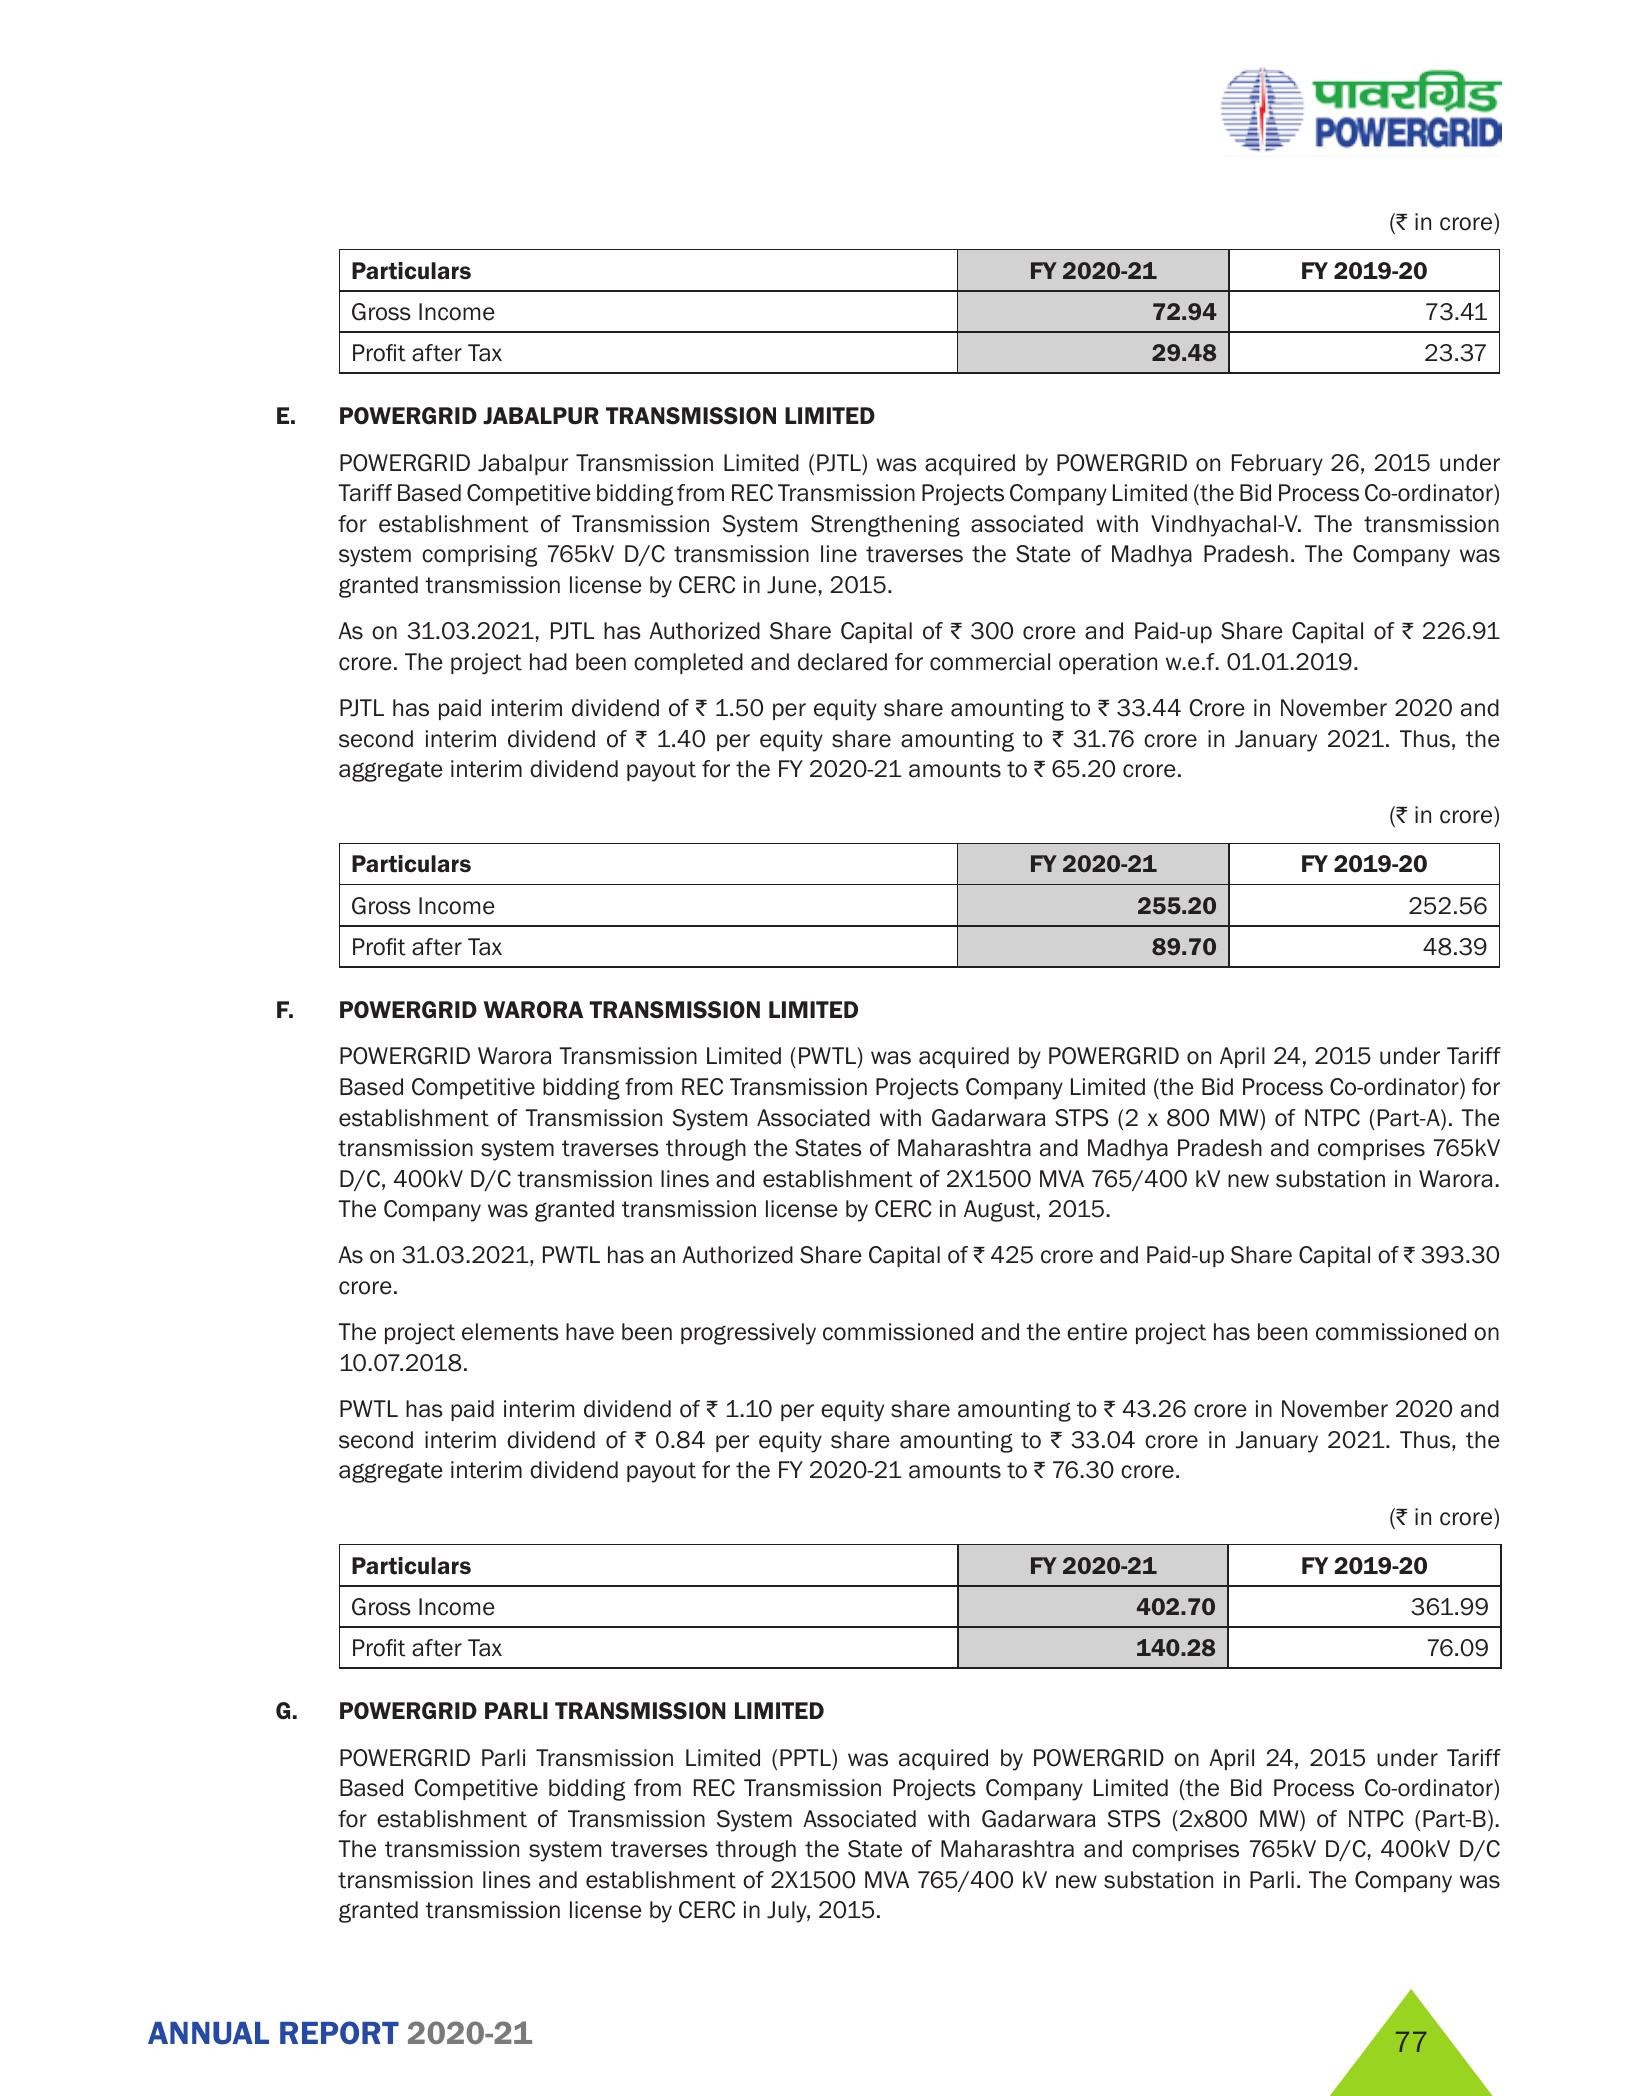 पावरग्रिड
POWERGRID
(₹ in crore)
Particulars FY 2020-21 FY 2019-20
Gross Income 72.94 73.41
Profit after Tax 29.48 23.37
E. POWERGRID JABALPUR TRANSMISSION LIMITED
POWERGRID Jabalpur Transmission Limited (PJTL) was acquired by POWERGRID on February 26, 2015 under
Tariff Based Competitive bidding from REC Transmission Projects Company Limited (the Bid Process Co-ordinator)
for establishment of Transmission System Strengthening associated with Vindhyachal-V. The transmission
system comprising 765kV D/C transmission line traverses the State of Madhya Pradesh. The Company was
granted transmission license by CERC in June, 2015.
As on 31.03.2021, PJTL has Authorized Share Capital of ₹ 300 crore and Paid-up Share Capital of ₹ 226.91
crore. The project had been completed and declared for commercial operation w.e.f. 01.01.2019.
PJTL has paid interim dividend of ₹ 1.50 per equity share amounting to ₹ 33.44 Crore in November 2020 and
second interim dividend of ₹ 1.40 per equity share amounting to ₹ 31.76 crore in January 2021. Thus, the
aggregate interim dividend payout for the FY 2020-21 amounts to ₹ 65.20 crore.
(₹ in crore)
Particulars FY 2020-21 FY 2019-20
Gross Income 255.20 252.56
Profit after Tax 89.70 48.39
F. POWERGRID WARORA TRANSMISSION LIMITED
POWERGRID Warora Transmission Limited (PWTL) was acquired by POWERGRID on April 24, 2015 under Tariff
Based Competitive bidding from REC Transmission Projects Company Limited (the Bid Process Co-ordinator) for
establishment of Transmission System Associated with Gadarwara STPS (2 x 800 MW) of NTPC (Part-A). The
transmission system traverses through the States of Maharashtra and Madhya Pradesh and comprises 765kV
D/C, 400kV D/C transmission lines and establishment of 2X1500 MVA 765/400 kV new substation in Warora.
The Company was granted transmission license by CERC in August, 2015.
As on 31.03.2021, PWTL has an Authorized Share Capital of ₹ 425 crore and Paid-up Share Capital of ₹ 393.30
crore.
The project elements have been progressively commissioned and the entire project has been commissioned on
10.07.2018.
PWTL has paid interim dividend of ₹ 1.10 per equity share amounting to ₹ 43.26 crore in November 2020 and
second interim dividend of ₹ 0.84 per equity share amounting to ₹ 33.04 crore in January 2021. Thus, the
aggregate interim dividend payout for the FY 2020-21 amounts to ₹ 76.30 crore.
(₹ in crore)
Particulars FY 2020-21 FY 2019-20
Gross Income 402.70 361.99
Profit after Tax 140.28 76.09
G. POWERGRID PARLI TRANSMISSION LIMITED
POWERGRID Parli Transmission Limited (PPTL) was acquired by POWERGRID on April 24, 2015 under Tariff
Based Competitive bidding from REC Transmission Projects Company Limited (the Bid Process Co-ordinator)
for establishment of Transmission System Associated with Gadarwara STPS (2x800 MW) of NTPC (Part-B).
The transmission system traverses through the State of Maharashtra and comprises 765kV D/C, 400kV D/C
transmission lines and establishment of 2X1500 MVA 765/400 kV new substation in Parli. The Company was
granted transmission license by CERC in July, 2015.
ANNUAL REPORT 2020-21
77